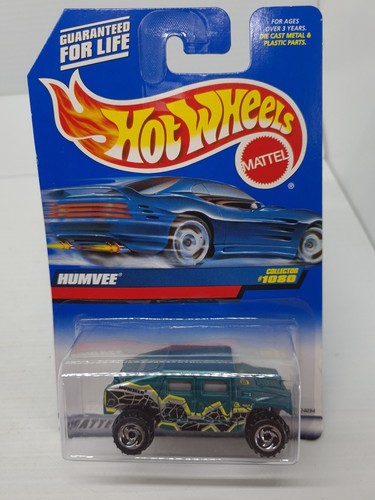 GUARANTEED
FOR LIFE
FOR AGES
OVER 3 YEARS.
DIE CAST METAL &
PLASTIC PARTS.
Hot Wheels
MATTEL
®
HUMVEE®
COLLECTOR
#1080